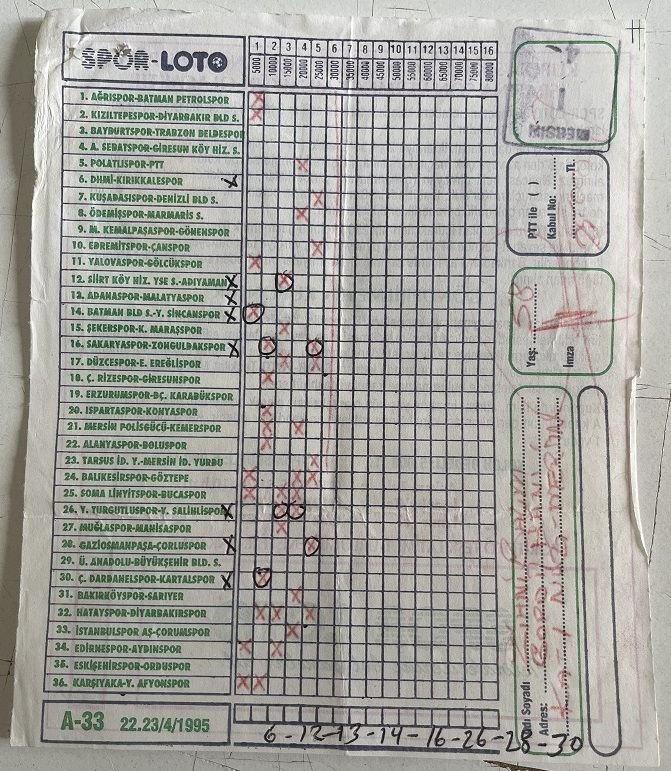 SPOR-LOTO
1 2 3 4 5 6 7 8 9 10 11 12 13 14 15 16
5000 10000 15000 20000 25000 30000 35000 40000 45000 50000 55000 60000 65000 70000 75000 80000
1. AĞRISPOR-BATMAN PETROLSPOR
2. KIZILTEPESPOR-DİYARBAKIR BLD S.
3. BAYBURTSPOR-TRABZON BELDESPOR
4. A. SEBATSPOR-GİRESUN KÖY HİZ. S.
5. POLATLISPOR-PTT
6. DHMİ-KIRIKKALESPOR
7. KUŞADASISPOR-DENİZLİ BLD S.
8. ÖDEMİŞSPOR-MARMARİS S.
9. M. KEMALPAŞASPOR-GÖNENSPOR
10. EDREMİTSPOR-ÇANSPOR
11. YALOVASPOR-GÖLCÜKSPOR
12. SİİRT KÖY HİZ. YSE S.-ADIYAMAN
13. ADANASPOR-MALATYASPOR
14. BATMAN BLD S.-Y. SİNCANSPOR
15. ŞEKERSPOR-K. MARAŞSPOR
16. SAKARYASPOR-ZONGULDAKSPOR
17. DÜZCESPOR-E. EREĞLİSPOR
18. Ç. RİZESPOR-GİRESUNSPOR
19. ERZURUMSPOR-DÇ. KARABÜKSPOR
20. ISPARTASPOR-KONYASPOR
21. MERSİN POLİSGÜCÜ-KEMERSPOR
22. ALANYASPOR-BOLUSPOR
23. TARSUS İD. Y.-MERSİN İD. YURDU
24. BALIKESİRSPOR-GÖZTEPE
25. SOMA LİNYİTSPOR-BUCASPOR
26. Y. TURGUTLUSPOR-Y. SALİHLİSPOR
27. MUĞLASPOR-MANİSASPOR
28. GAZİOSMANPAŞA-ÇORLUSPOR
29. Ü. ANADOLU-BÜYÜKŞEHİR BLD. S.
30. Ç. DARDANELSPOR-KARTALSPOR
31. BAKIRKÖYSPOR-SARIYER
32. HATAYSPOR-DİYARBAKIRSPOR
33. İSTANBULSPOR AŞ-ÇORUMSPOR
34. EDİRNESPOR-AYDINSPOR
35. ESKİŞEHİRSPOR-ORDUSPOR
36. KARŞIYAKA-Y. AFYONSPOR
A-33 22.23/4/1995
6-12-13-14-16-26-28-30
MERSİN
PTT ile ( )
Kabul No:
TL.
Yaş: 58
İmza
Adı Soyadı
Adres: